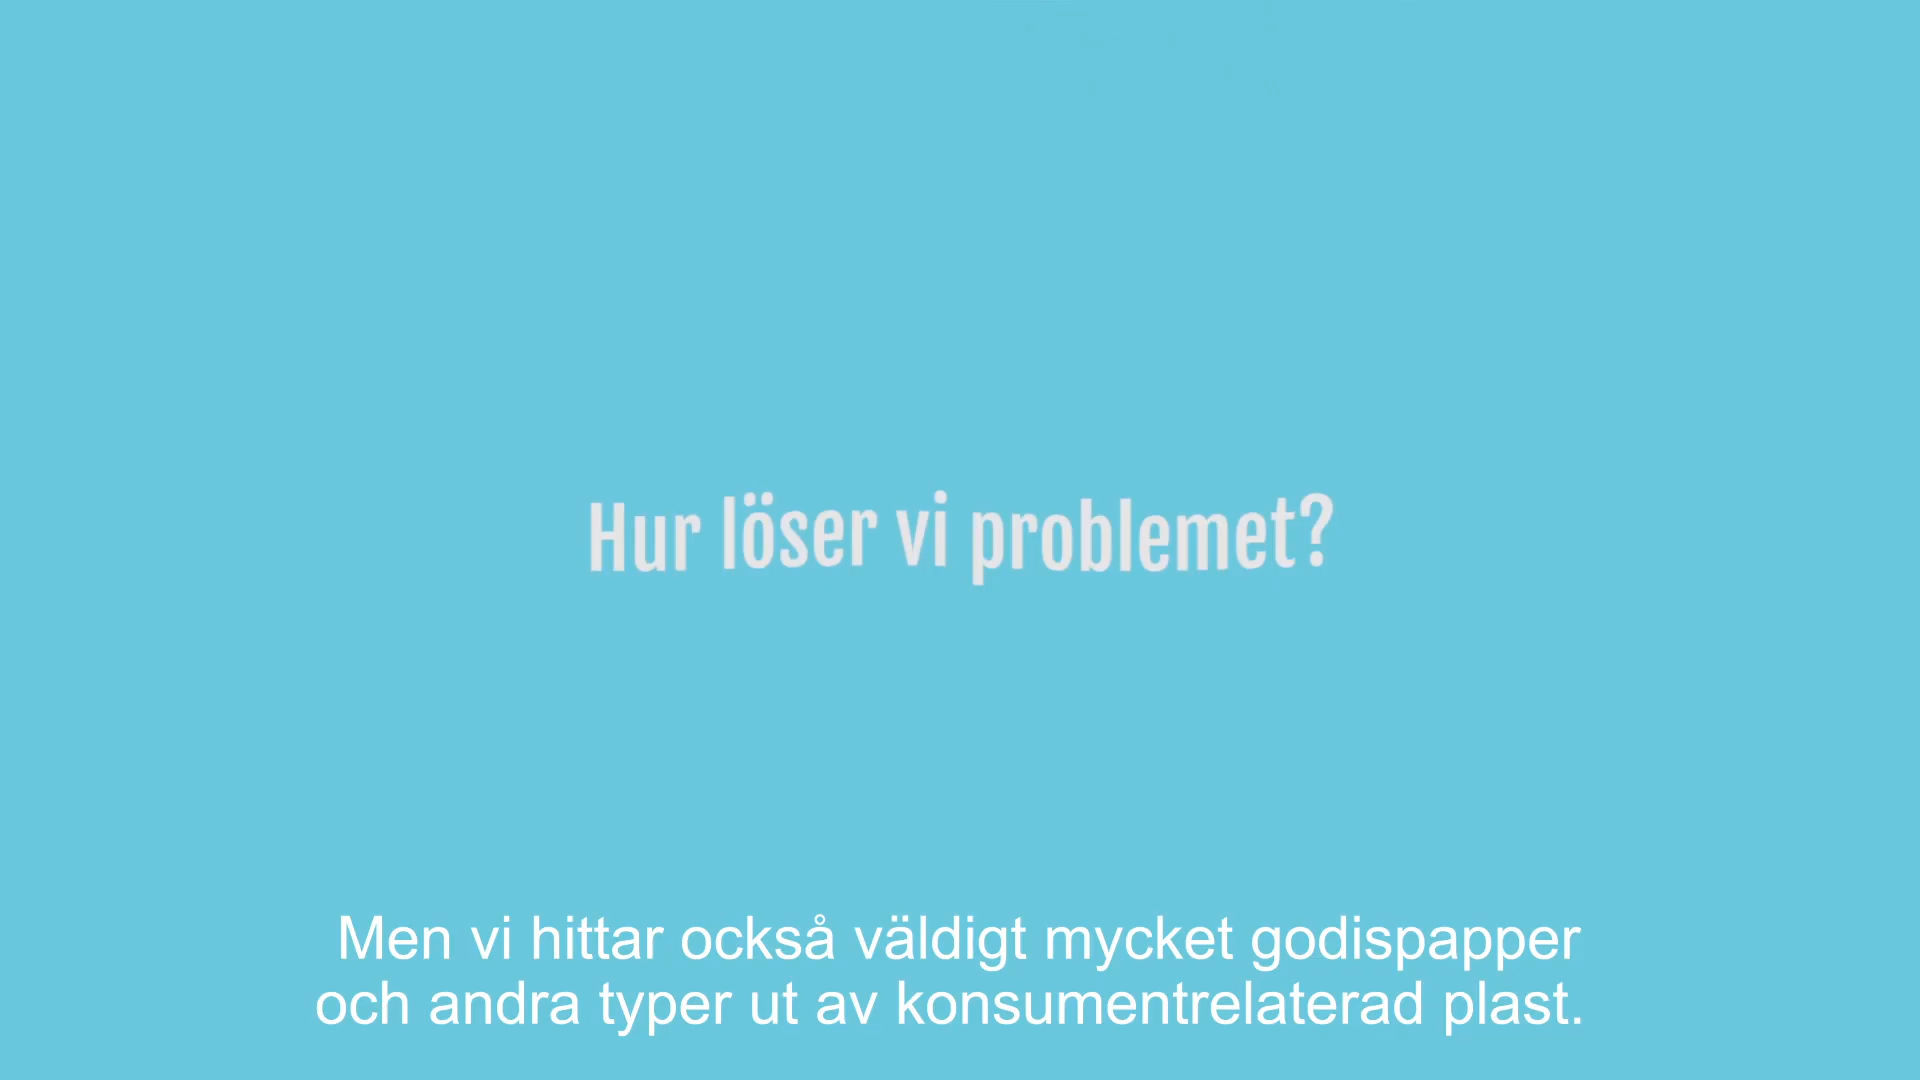 Hur löser vi problemet?
Men vi hittar också väldigt mycket godispapper
och andra typer ut av konsumentrelaterad plast.